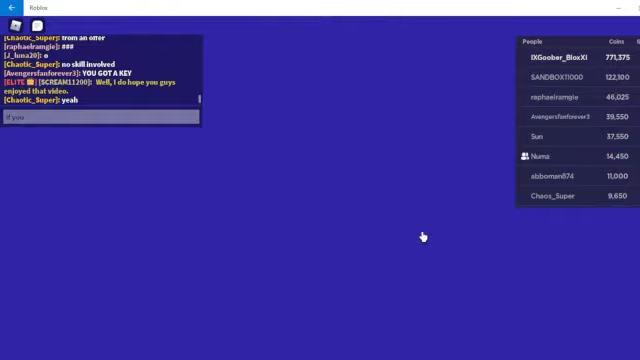 Roblox
[Chaotic_Super]: from an offer
[raphaelramgie]: ###
[J_luna20]: o
[Chaotic_Super]: no skill involved
[Avengersfanforever3]: YOU GOT A KEY
[ELITE] [SCREAM11200]: Well, I do hope you guys
enjoyed that video.
[Chaotic_Super]: yeah
if you
People Coins
IXGoober_BloxXI 771,375
SANDBOX11000 122,100
raphaelramgie 46,025
Avengersfanforever3 39,550
Sun 37,550
Numa 14,450
abboman874 11,000
Chaos_Super 9,650